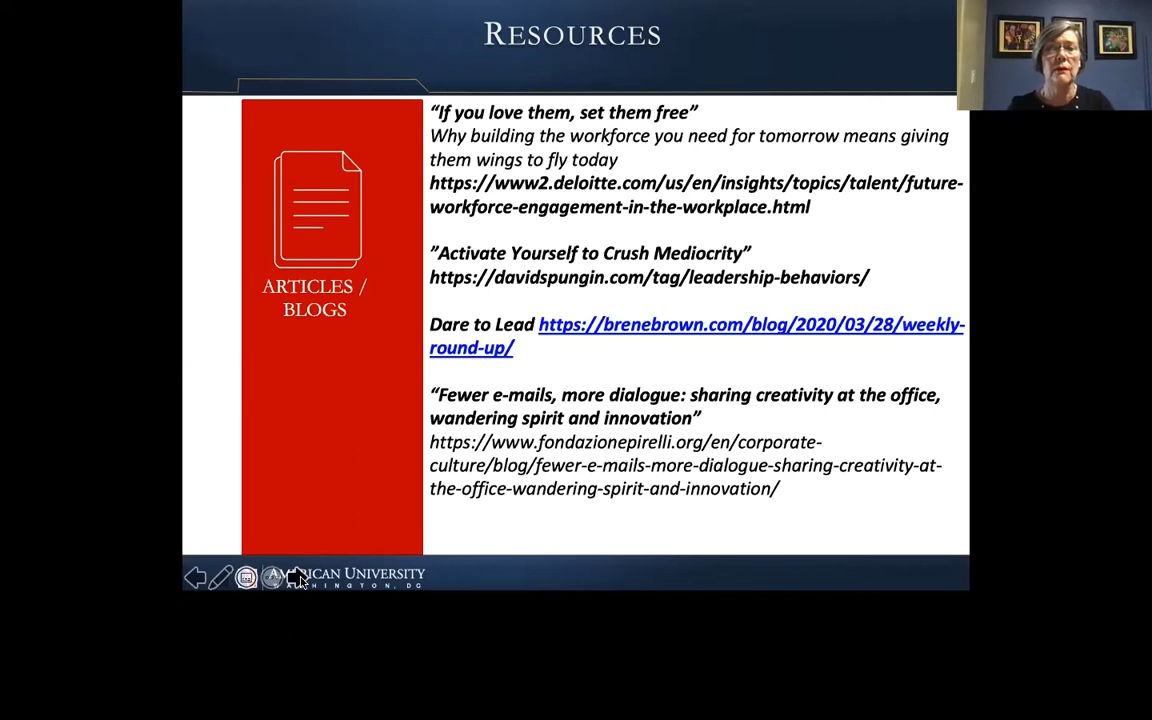 RESOURCES
“If you love them, set them free”
Why building the workforce you need for tomorrow means giving
them wings to fly today
https://www2.deloitte.com/us/en/insights/topics/talent/future-
workforce-engagement-in-the-workplace.html
”Activate Yourself to Crush Mediocrity”
https://davidspungin.com/tag/leadership-behaviors/
Dare to Lead https://brenebrown.com/blog/2020/03/28/weekly-
round-up/
“Fewer e-mails, more dialogue: sharing creativity at the office,
wandering spirit and innovation”
https://www.fondazionepirelli.org/en/corporate-
culture/blog/fewer-e-mails-more-dialogue-sharing-creativity-at-
the-office-wandering-spirit-and-innovation/
ARTICLES /
BLOGS
AMERICAN UNIVERSITY
WASHINGTON, DC